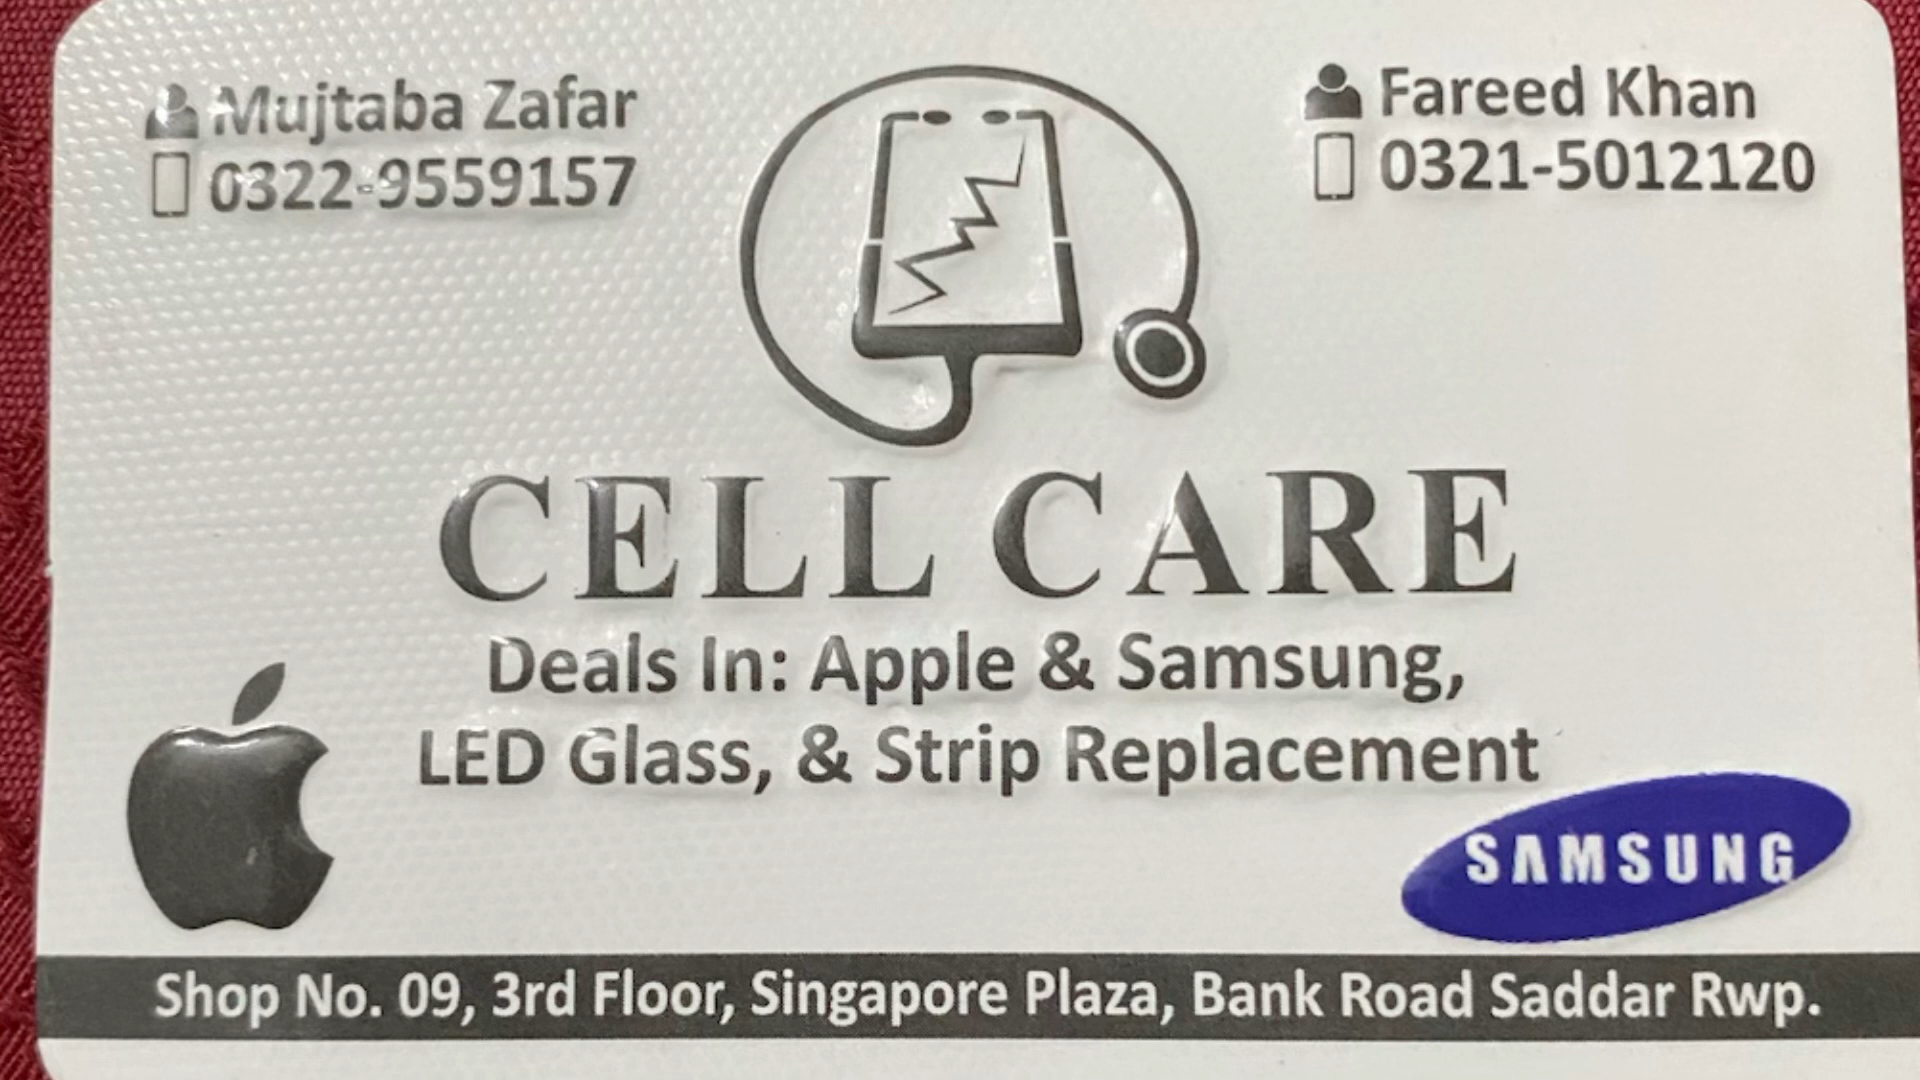 Mujtaba Zafar
0322-9559157
Fareed Khan
0321-5012120
CELL CARE
Deals In: Apple & Samsung,
LED Glass, & Strip Replacement
SAMSUNG
Shop No. 09, 3rd Floor, Singapore Plaza, Bank Road Saddar Rwp.